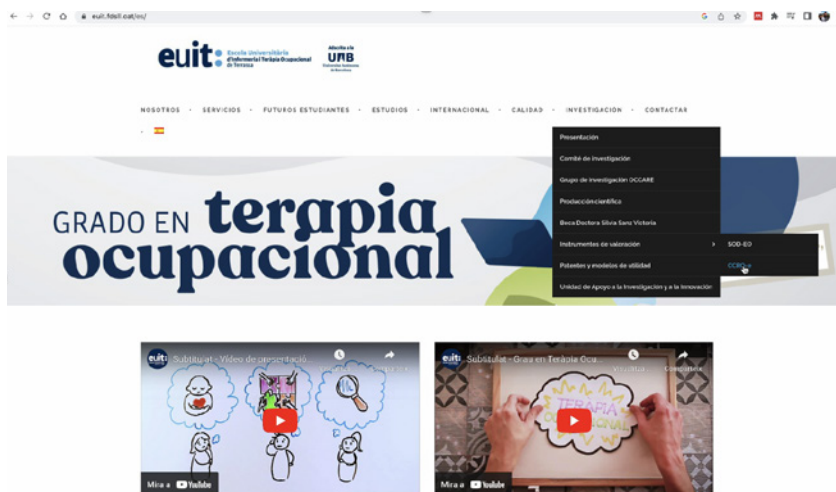 euit.fdsll.cat/es/
euit: Escola Universitària
d'Infermeria i Teràpia Ocupacional
de Terrassa
Adscrita a la
UAB
Universitat Autònoma
de Barcelona
NOSOTROS - SERVICIOS - FUTUROS ESTUDIANTES - ESTUDIOS - INTERNACIONAL - CALIDAD - INVESTIGACIÓN - CONTACTAR
Presentación
Comité de investigación
Grupo de investigación OCCARE
Producción científica
Beca Doctora Silvia Sanz Victoria
Instrumentos de valoración > SOD-EO
Patentes y modelos de utilidad
Unidad de Apoyo a la Investigación y a la Innovación
GRADO EN terapia
ocupacional
euit: Subtitulat - Vídeo de presentació
euit: Subtitulat - Grau en Teràpia Ocu...
TERÀPIA
OCUPACIONAL
Mira a YouTube
Mira a YouTube